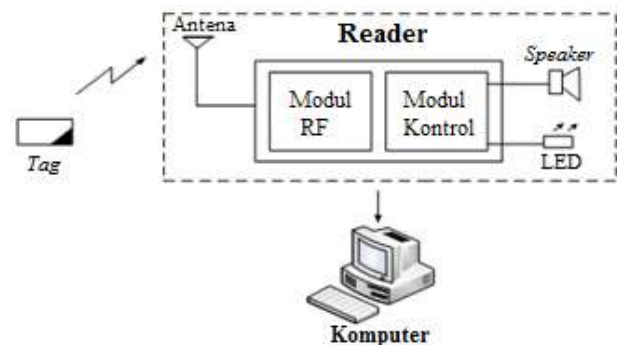 Antena
Reader
Speaker
Modul
RF
Modul
Kontrol
Tag
LED
Komputer